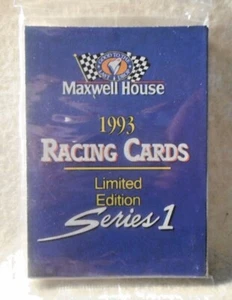 Maxwell House
1993
RACING CARDS
Limited
Edition
Series 1